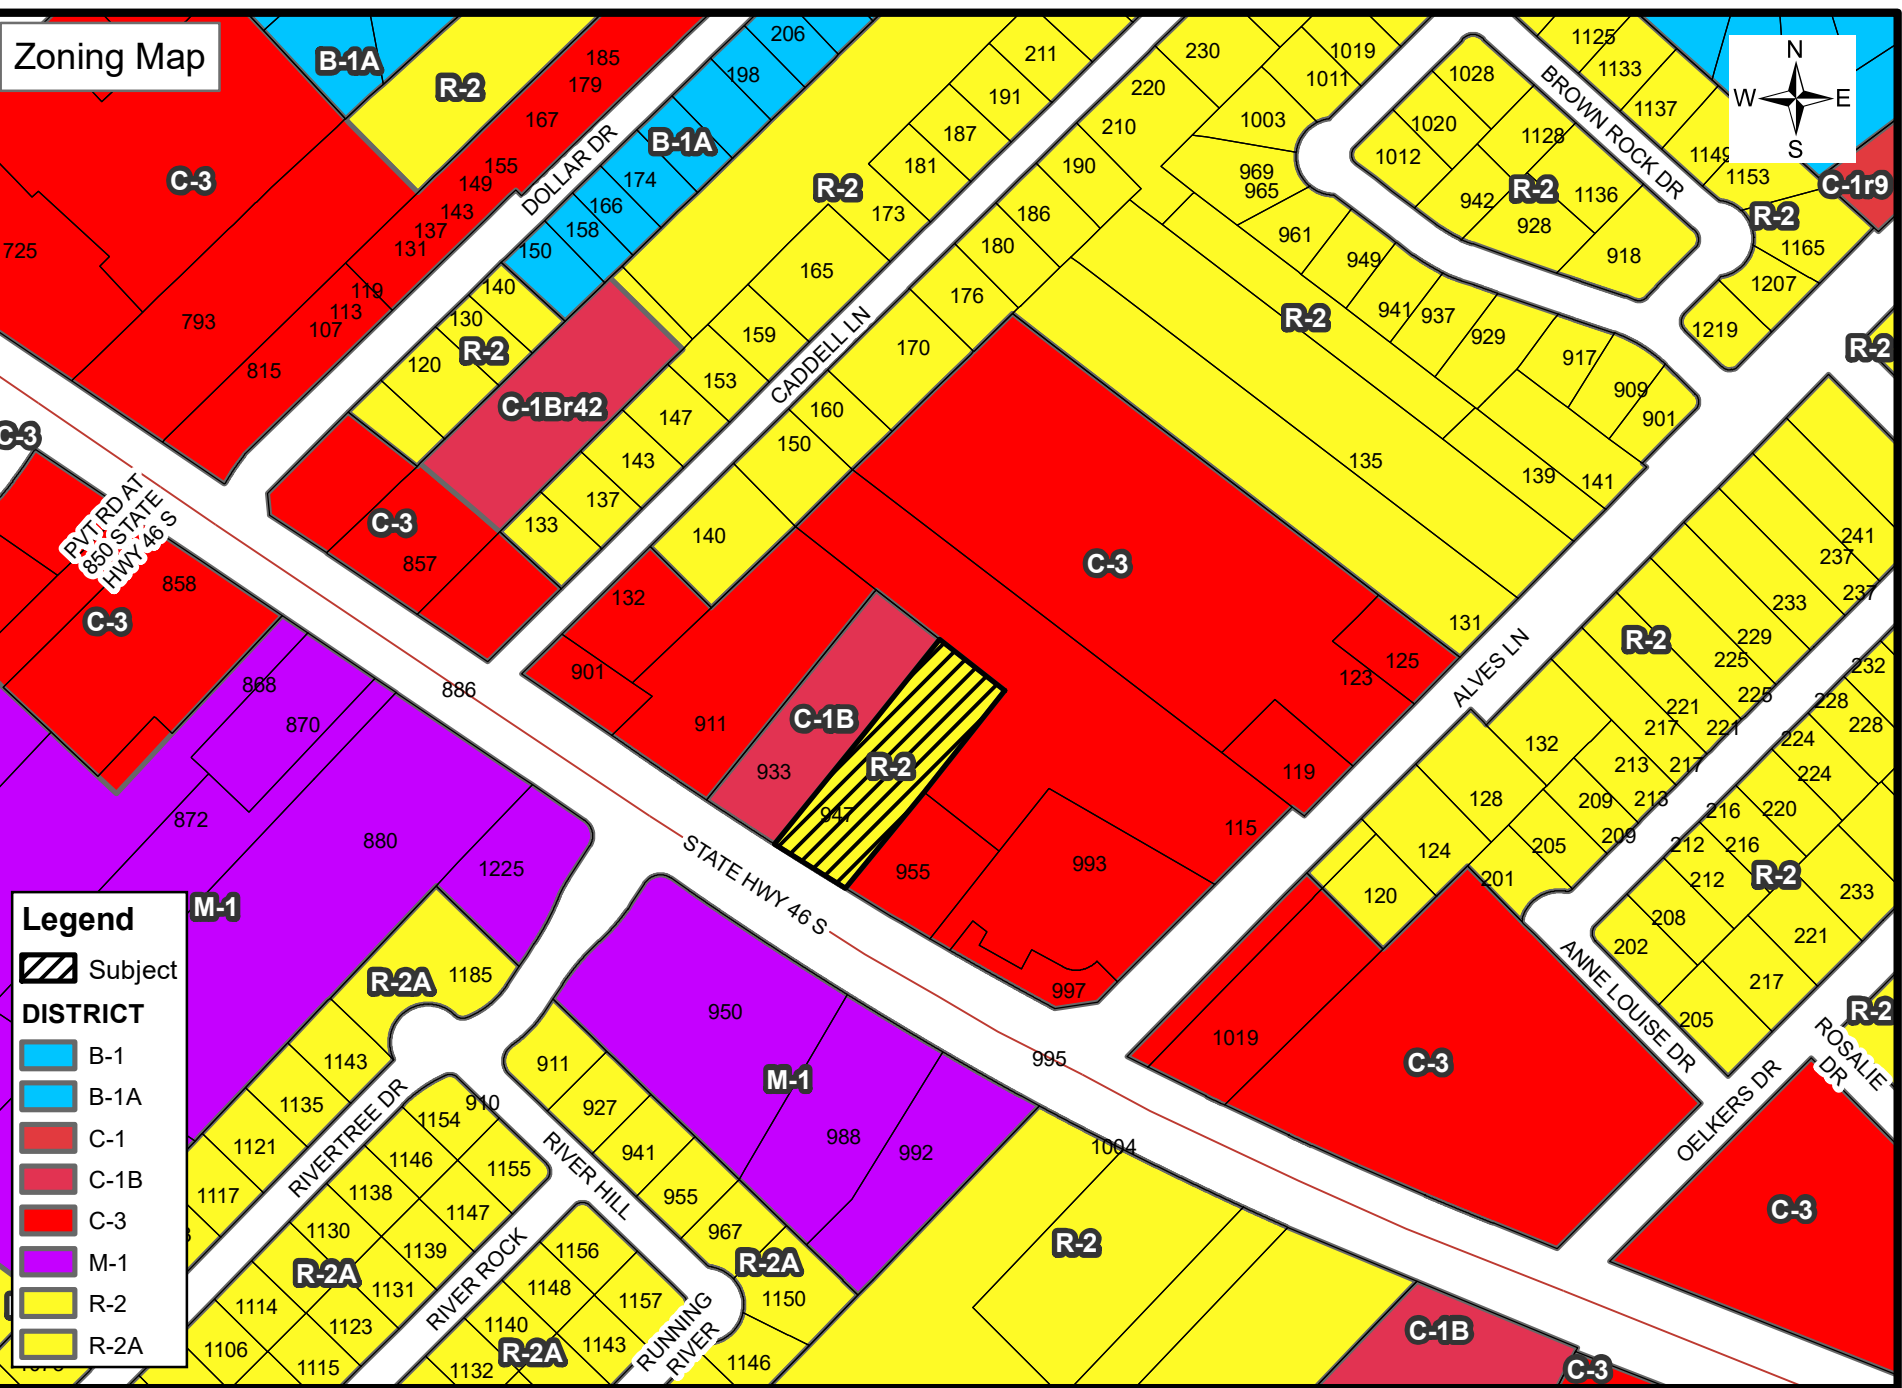 Zoning Map
N
W E
S
B-1A
R-2
C-3
725
793
815
185
179
167
155
149
143
137
131
119
113
107
DOLLAR DR
206
198
B-1A
174
166
158
150
140
130
120
R-2
C-1Br42
C-3
857
R-2
211
191
187
181
173
165
159
153
147
143
137
133
CADDELL LN
230
220
210
190
186
180
176
170
160
150
140
132
901
1019
1011
1003
969
965
961
949
941
937
929
917
909
901
R-2
135
139
141
131
1028
1020
1012
1128
942
R-2
1136
928
918
BROWN ROCK DR
1125
1133
1137
1149
1153
C-1r9
R-2
1165
1207
1219
R-2
C-3
PVT RD AT
850 STATE
HWY 46 S
858
C-3
868
870
886
872
880
1225
M-1
C-3
125
123
119
115
911
C-1B
933
R-2
947
955
993
997
STATE HWY 46 S
995
ALVES LN
241
237
237
233
229
225
225
R-2
221
221
217
217
213
213
209
209
205
201
132
128
124
120
232
228
228
224
224
220
216
216
212
212
R-2
208
202
233
221
217
205
ANNE LOUISE DR
OELKERS DR
ROSALIE
DR
R-2
1019
C-3
C-3
950
M-1
988
992
1004
R-2
C-1B
C-3
R-2A
1185
1143
1135
1121
1117
RIVERTREE DR
910
1154
1146
1155
1138
1147
1130
1139
R-2A
1131
1114
1123
1106
1115
911
927
941
955
967
R-2A
1150
1146
RIVER HILL
RIVER ROCK
1156
1148
1157
1140
1143
R-2A
1132
RUNNING
RIVER
Legend
Subject
DISTRICT
B-1
B-1A
C-1
C-1B
C-3
M-1
R-2
R-2A